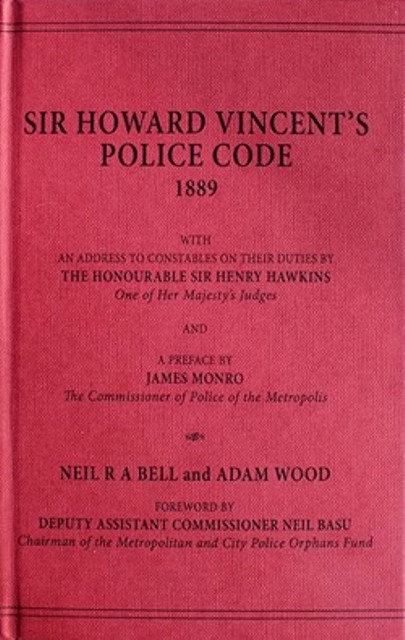 SIR HOWARD VINCENT'S
POLICE CODE
1889
WITH
AN ADDRESS TO CONSTABLES ON THEIR DUTIES BY
THE HONOURABLE SIR HENRY HAWKINS
One of Her Majesty's Judges
AND
A PREFACE BY
JAMES MONRO
The Commissioner of Police of the Metropolis
NEIL R A BELL and ADAM WOOD
FOREWORD BY
DEPUTY ASSISTANT COMMISSIONER NEIL BASU
Chairman of the Metropolitan and City Police Orphans Fund